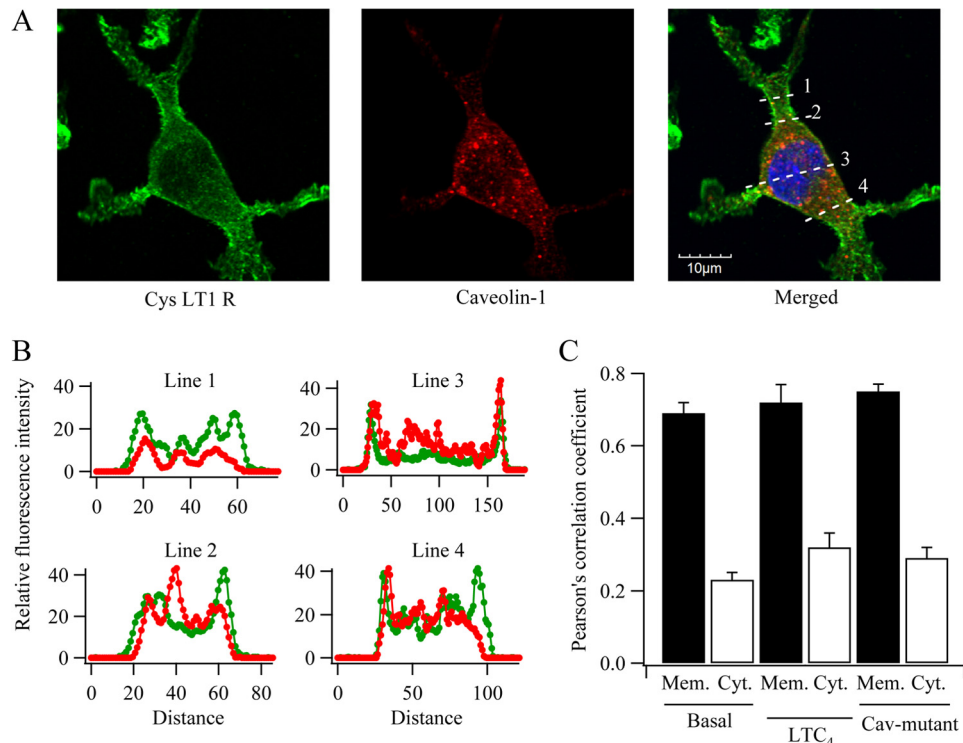 A
1
2
3
4
10μm
Cys LT1 R
Caveolin-1
Merged
B
C
Relative fluorescence intensity
Line 1
40
20
0
0 20 40 60
Line 3
40
20
0
0 50 100 150
Line 2
40
20
0
0 20 40 60 80
Line 4
40
20
0
0 50 100
Distance
Distance
Pearson's correlation coefficient
0.8
0.6
0.4
0.2
0.0
Mem. Cyt. Mem. Cyt. Mem. Cyt.
Basal LTC4 Cav-mutant